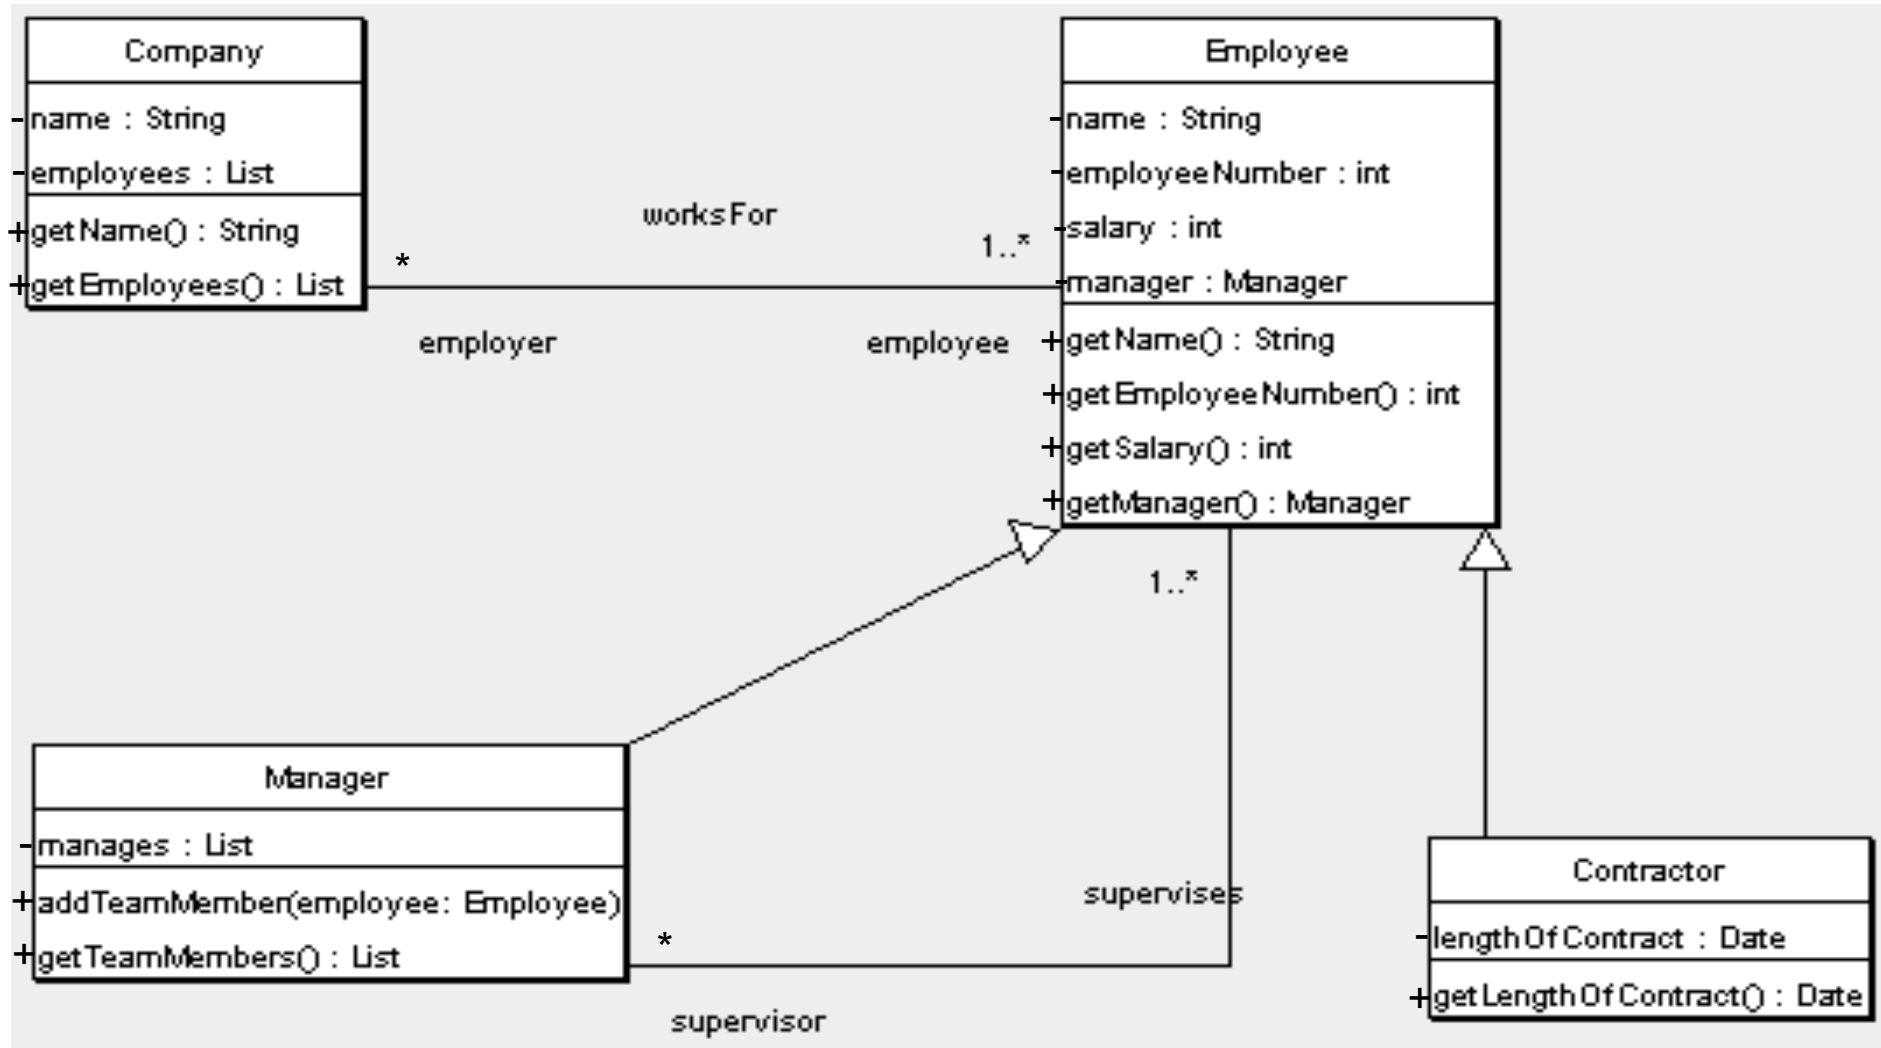 Company
-name : String
-employees : List
+getName() : String
+getEmployees() : List
worksFor
*
1..*
employer
employee
Employee
-name : String
-employeeNumber : int
-salary : int
-manager : Manager
+getName() : String
+getEmployeeNumber() : int
+getSalary() : int
+getManager() : Manager
1..*
Manager
-manages : List
+addTeamMember(employee: Employee)
+getTeamMembers() : List
supervises
*
supervisor
Contractor
-lengthOfContract : Date
+getLengthOfContract() : Date